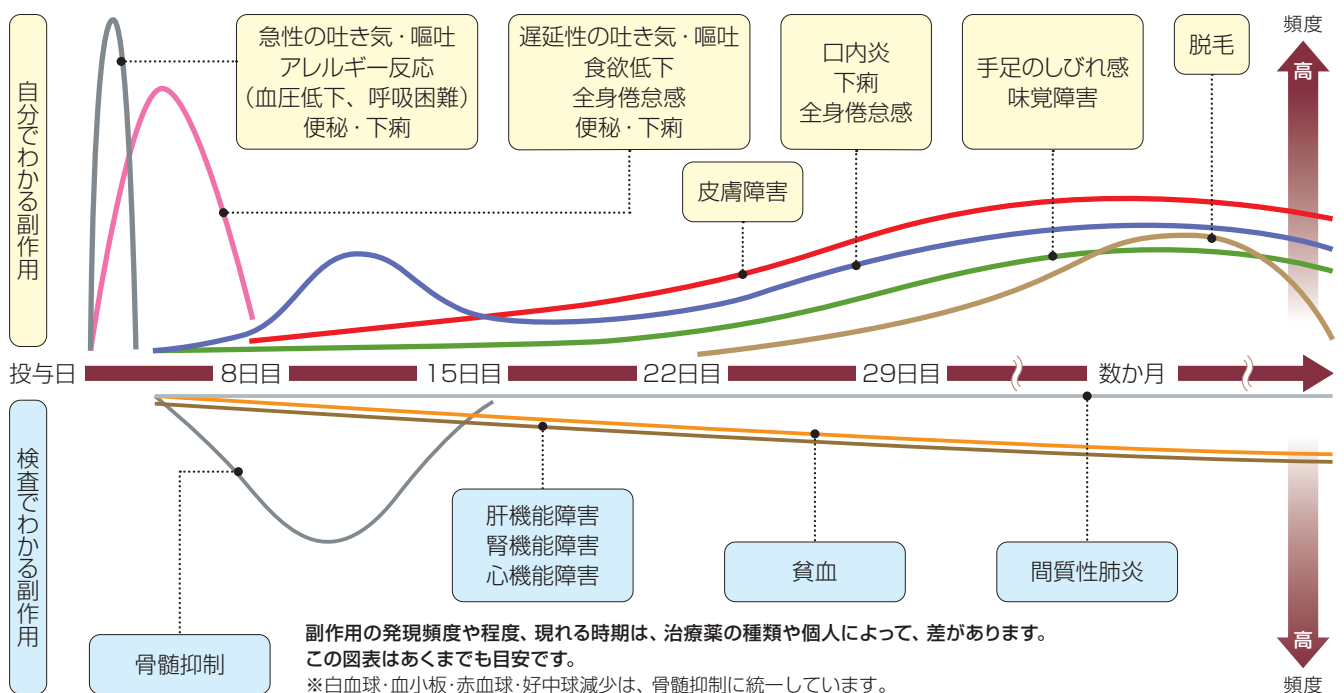 自分でわかる副作用
急性の吐き気・嘔吐
アレルギー反応
（血圧低下、呼吸困難）
便秘・下痢
遅延性の吐き気・嘔吐
食欲低下
全身倦怠感
便秘・下痢
皮膚障害
口内炎
下痢
全身倦怠感
手足のしびれ感
味覚障害
脱毛
頻度
高
投与日
8日目
15日目
22日目
29日目
数か月
検査でわかる副作用
骨髄抑制
肝機能障害
腎機能障害
心機能障害
貧血
間質性肺炎
高
頻度
副作用の発現頻度や程度、現れる時期は、治療薬の種類や個人によって、差があります。
この図表はあくまでも目安です。
※白血球・血小板・赤血球・好中球減少は、骨髄抑制に統一しています。